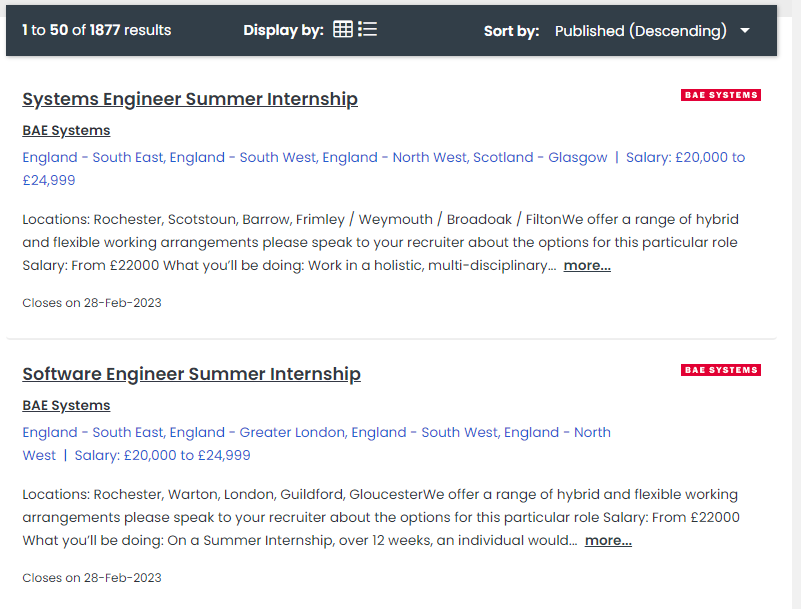 1 to 50 of 1877 results Display by: Sort by: Published (Descending)
Systems Engineer Summer Internship
BAE SYSTEMS
BAE Systems
England - South East, England - South West, England - North West, Scotland - Glasgow | Salary: £20,000 to
£24,999
Locations: Rochester, Scotstoun, Barrow, Frimley / Weymouth / Broadoak / FiltonWe offer a range of hybrid
and flexible working arrangements please speak to your recruiter about the options for this particular role
Salary: From £22000 What you’ll be doing: Work in a holistic, multi-disciplinary... more...
Closes on 28-Feb-2023
Software Engineer Summer Internship
BAE SYSTEMS
BAE Systems
England - South East, England - Greater London, England - South West, England - North
West | Salary: £20,000 to £24,999
Locations: Rochester, Warton, London, Guildford, GloucesterWe offer a range of hybrid and flexible working
arrangements please speak to your recruiter about the options for this particular role Salary: From £22000
What you’ll be doing: On a Summer Internship, over 12 weeks, an individual would... more...
Closes on 28-Feb-2023